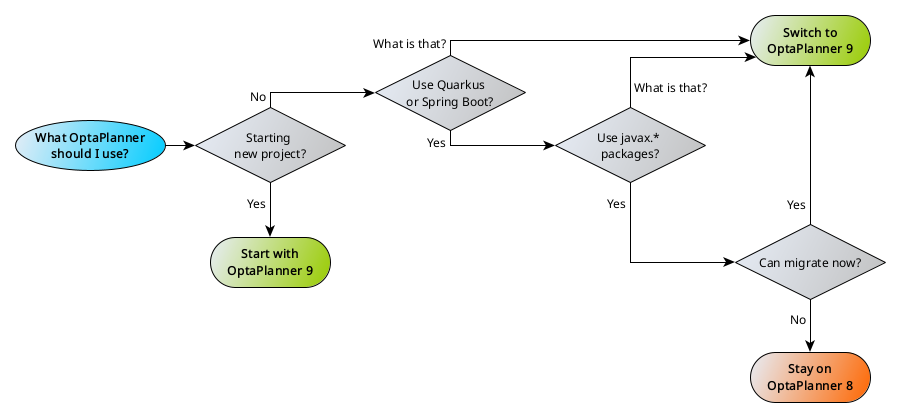 What OptaPlanner
should I use?
Starting
new project?
No
Yes
Start with
OptaPlanner 9
What is that?
Use Quarkus
or Spring Boot?
Yes
What is that?
Use javax.*
packages?
Yes
Switch to
OptaPlanner 9
Yes
Can migrate now?
No
Stay on
OptaPlanner 8